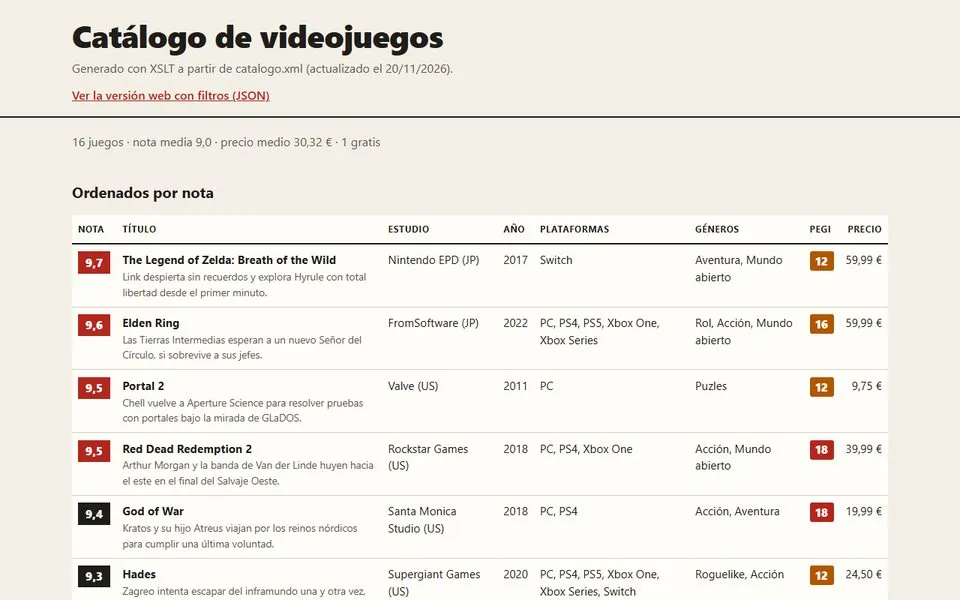 Catálogo de videojuegos
Generado con XSLT a partir de catalogo.xml (actualizado el 20/11/2026).
Ver la versión web con filtros (JSON)
16 juegos · nota media 9,0 · precio medio 30,32 € · 1 gratis
Ordenados por nota
NOTA TÍTULO ESTUDIO AÑO PLATAFORMAS GÉNEROS PEGI PRECIO
9,7 The Legend of Zelda: Breath of the Wild Nintendo EPD (JP) 2017 Switch Aventura, Mundo 12 59,99 €
Link despierta sin recuerdos y explora Hyrule con total abierto
libertad desde el primer minuto.
9,6 Elden Ring FromSoftware (JP) 2022 PC, PS4, PS5, Xbox One, Rol, Acción, Mundo 16 59,99 €
Las Tierras Intermedias esperan a un nuevo Señor del Xbox Series abierto
Círculo, si sobrevive a sus jefes.
9,5 Portal 2 Valve (US) 2011 PC Puzles 12 9,75 €
Chell vuelve a Aperture Science para resolver pruebas
con portales bajo la mirada de GLaDOS.
9,5 Red Dead Redemption 2 Rockstar Games 2018 PC, PS4, Xbox One Acción, Mundo 18 39,99 €
Arthur Morgan y la banda de Van der Linde huyen hacia (US) abierto
el este en el final del Salvaje Oeste.
9,4 God of War Santa Monica 2018 PC, PS4 Acción, Aventura 18 19,99 €
Kratos y su hijo Atreus viajan por los reinos nórdicos Studio (US)
para cumplir una última voluntad.
9,3 Hades Supergiant Games 2020 PC, PS4, PS5, Xbox One, Roguelike, Acción 12 24,50 €
Zagreo intenta escapar del inframundo una y otra vez. (US) Xbox Series, Switch